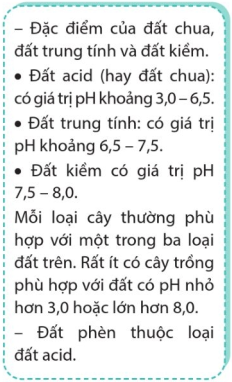 – Đặc điểm của đất chua,
đất trung tính và đất kiềm.
• Đất acid (hay đất chua):
có giá trị pH khoảng 3,0 – 6,5.
• Đất trung tính: có giá trị
pH khoảng 6,5 – 7,5.
• Đất kiềm có giá trị pH
7,5 – 8,0.
Mỗi loại cây thường phù
hợp với một trong ba loại
đất trên. Rất ít có cây trồng
phù hợp với đất có pH nhỏ
hơn 3,0 hoặc lớn hơn 8,0.
– Đất phèn thuộc loại
đất acid.